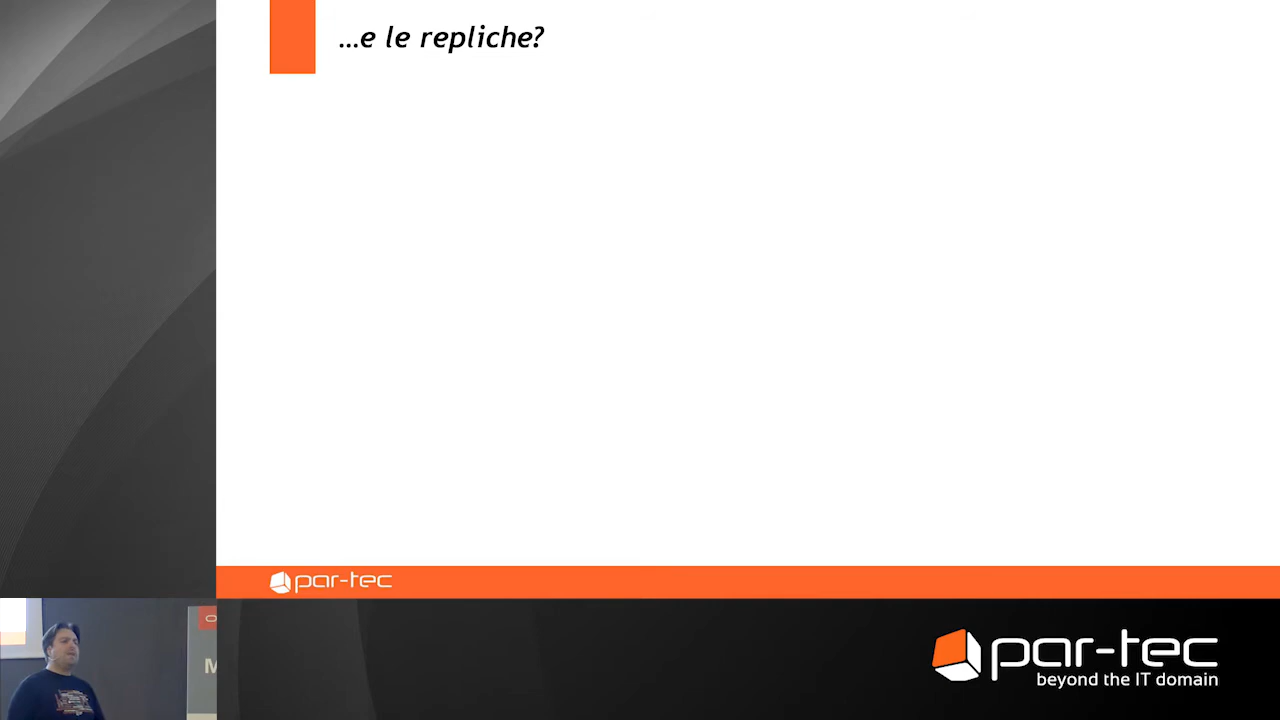 ...e le repliche?
par-tec
O
M
par-tec
beyond the IT domain